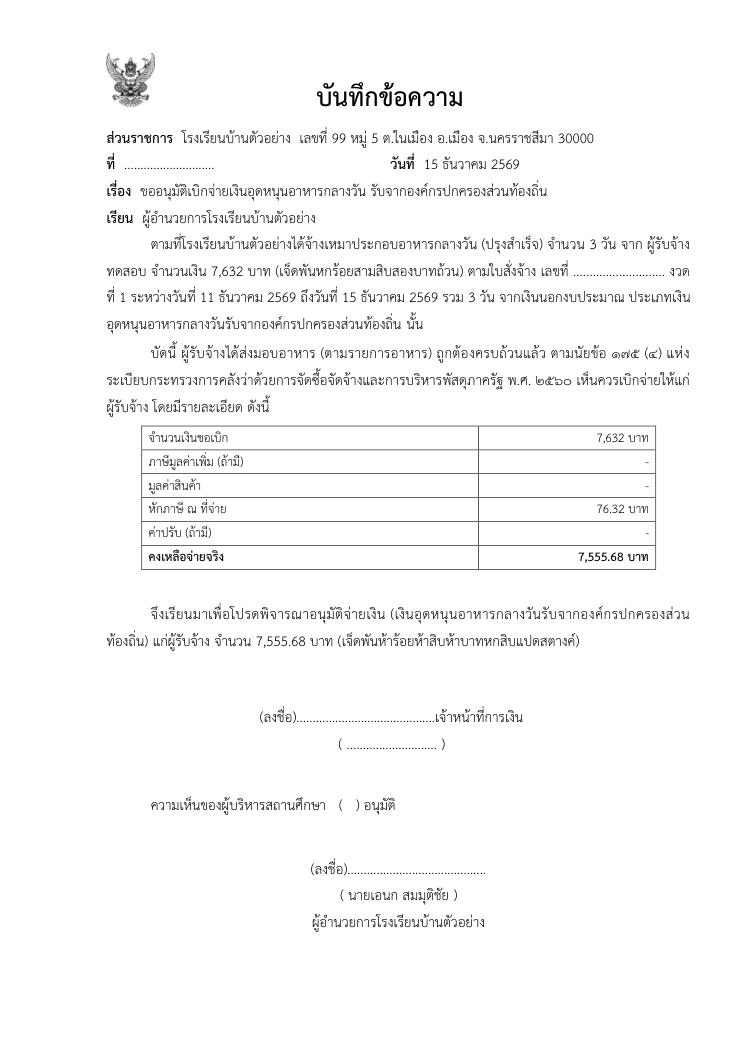 บันทึกข้อความ
ส่วนราชการ โรงเรียนบ้านตัวอย่าง เลขที่ 99 หมู่ 5 ต.ในเมือง อ.เมือง จ.นครราชสีมา 30000
ที่ ............................ วันที่ 15 ธันวาคม 2569
เรื่อง ขออนุมัติเบิกจ่ายเงินอุดหนุนอาหารกลางวัน รับจากองค์กรปกครองส่วนท้องถิ่น
เรียน ผู้อำนวยการโรงเรียนบ้านตัวอย่าง
ตามที่โรงเรียนบ้านตัวอย่างได้จ้างเหมาประกอบอาหารกลางวัน (ปรุงสำเร็จ) จำนวน 3 วัน จาก ผู้รับจ้าง
ทดสอบ จำนวนเงิน 7,632 บาท (เจ็ดพันหกร้อยสามสิบสองบาทถ้วน) ตามใบสั่งจ้าง เลขที่ ............................ งวด
ที่ 1 ระหว่างวันที่ 11 ธันวาคม 2569 ถึงวันที่ 15 ธันวาคม 2569 รวม 3 วัน จากเงินนอกงบประมาณ ประเภทเงิน
อุดหนุนอาหารกลางวันรับจากองค์กรปกครองส่วนท้องถิ่น นั้น
บัดนี้ ผู้รับจ้างได้ส่งมอบอาหาร (ตามรายการอาหาร) ถูกต้องครบถ้วนแล้ว ตามนัยข้อ ๑๗๕ (๔) แห่ง
ระเบียบกระทรวงการคลังว่าด้วยการจัดซื้อจัดจ้างและการบริหารพัสดุภาครัฐ พ.ศ. ๒๕๖๐ เห็นควรเบิกจ่ายให้แก่
ผู้รับจ้าง โดยมีรายละเอียด ดังนี้
จำนวนเงินขอเบิก 7,632 บาท
ภาษีมูลค่าเพิ่ม (ถ้ามี) -
มูลค่าสินค้า -
หักภาษี ณ ที่จ่าย 76.32 บาท
ค่าปรับ (ถ้ามี) -
คงเหลือจ่ายจริง 7,555.68 บาท
จึงเรียนมาเพื่อโปรดพิจารณาอนุมัติจ่ายเงิน (เงินอุดหนุนอาหารกลางวันรับจากองค์กรปกครองส่วน
ท้องถิ่น) แก่ผู้รับจ้าง จำนวน 7,555.68 บาท (เจ็ดพันห้าร้อยห้าสิบห้าบาทหกสิบแปดสตางค์)
(ลงชื่อ)...........................................เจ้าหน้าที่การเงิน
( ............................ )
ความเห็นของผู้บริหารสถานศึกษา ( ) อนุมัติ
(ลงชื่อ)...........................................
( นายเอนก สมมุติชัย )
ผู้อำนวยการโรงเรียนบ้านตัวอย่าง